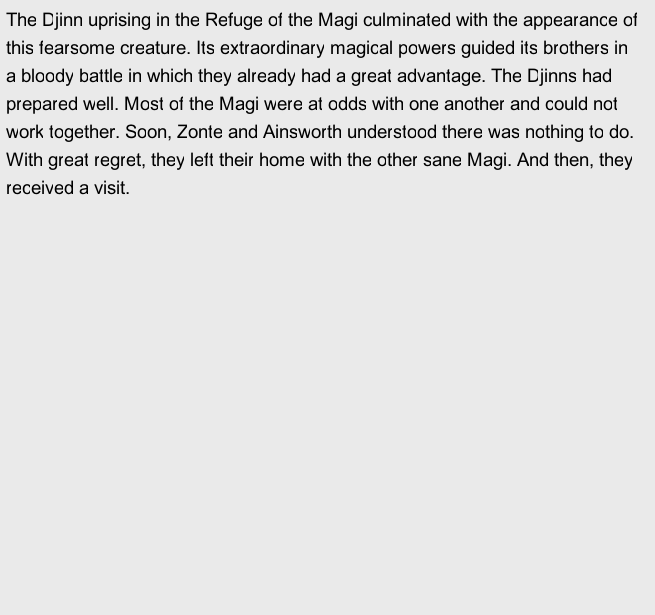 The Djinn uprising in the Refuge of the Magi culminated with the appearance of
this fearsome creature. Its extraordinary magical powers guided its brothers in
a bloody battle in which they already had a great advantage. The Djinns had
prepared well. Most of the Magi were at odds with one another and could not
work together. Soon, Zonte and Ainsworth understood there was nothing to do.
With great regret, they left their home with the other sane Magi. And then, they
received a visit.